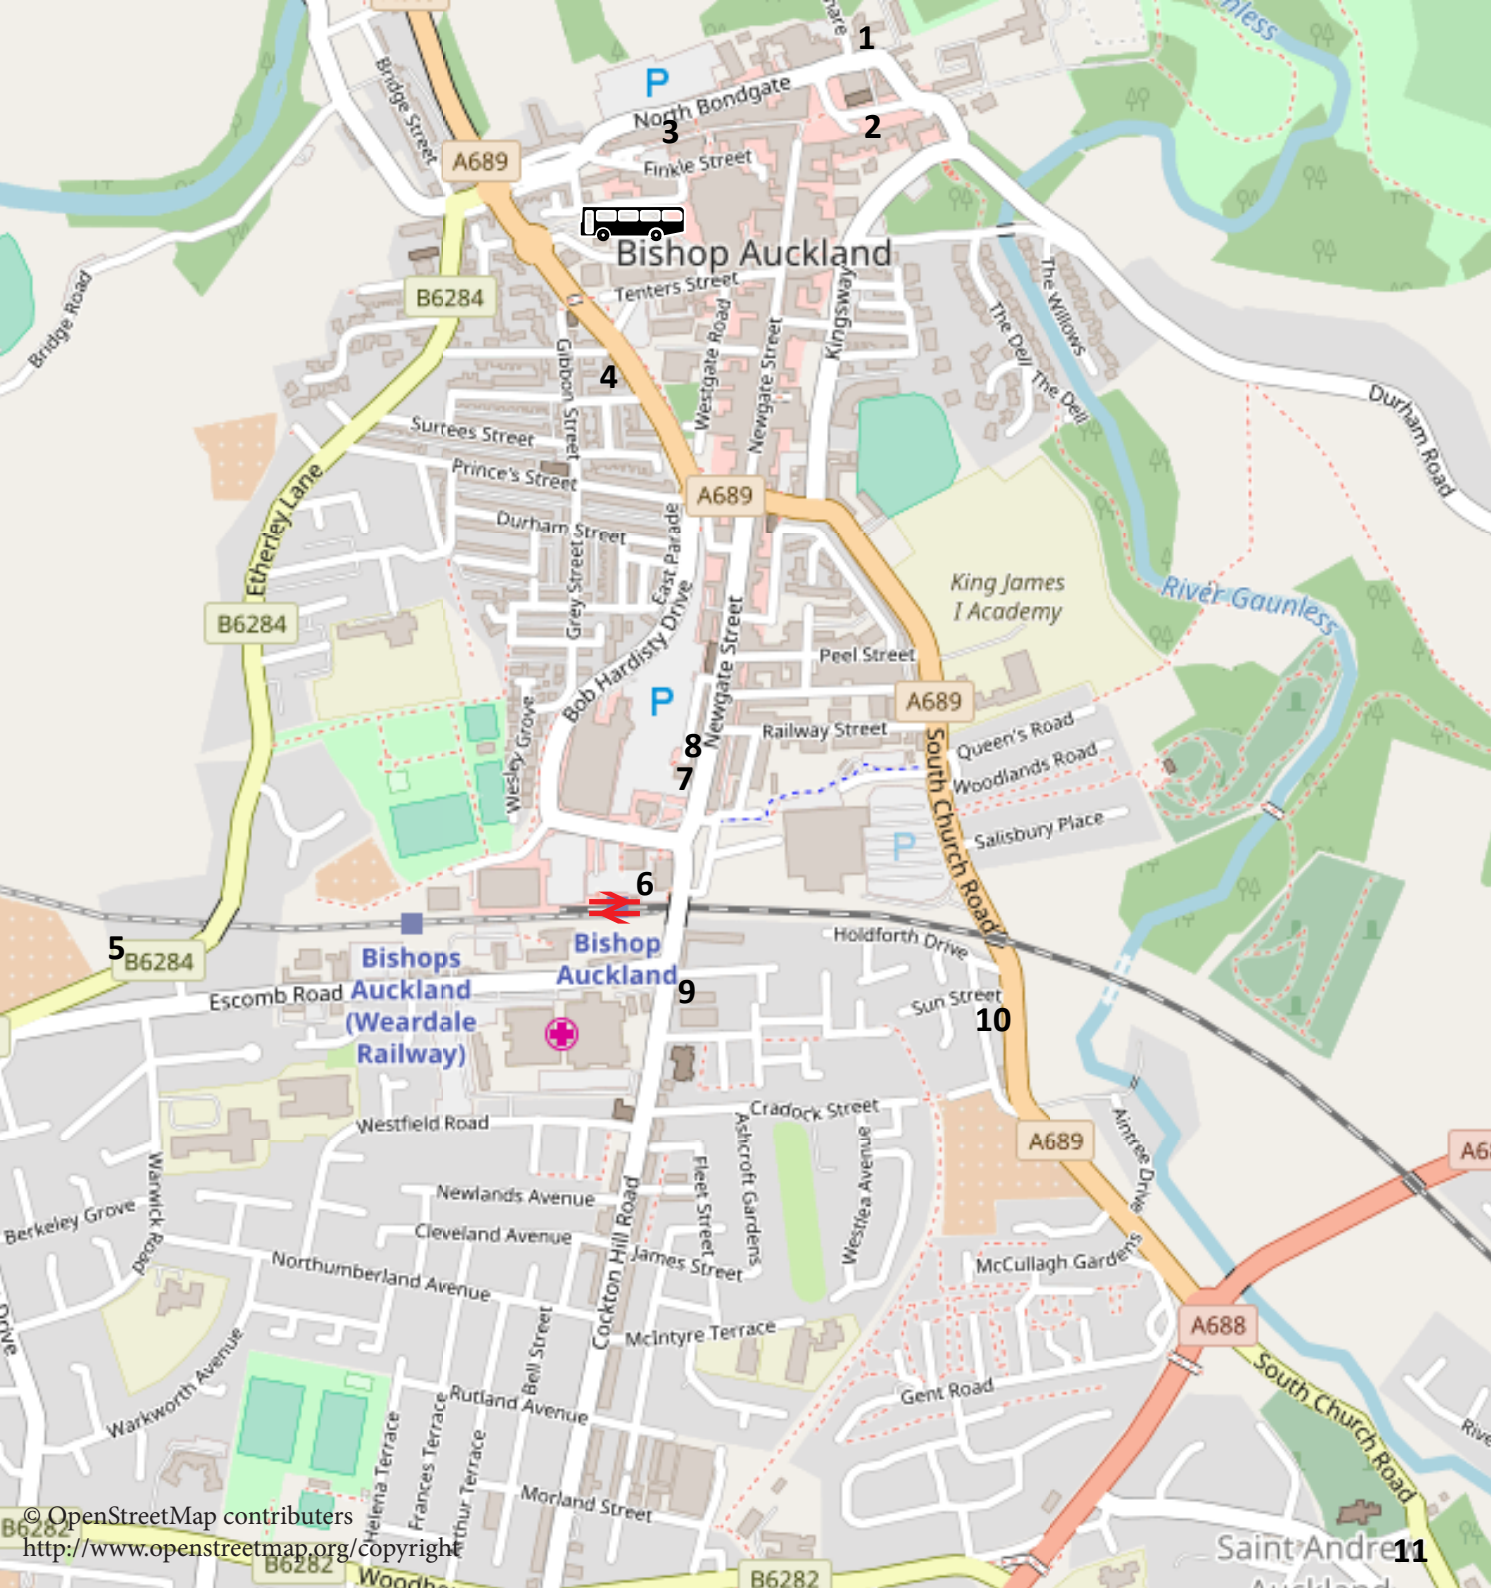 1
P
North Bondgate
3
2
Bridge Street
A689
Finkle Street
Bishop Auckland
Tenters Street
B6284
Bridge Road
Kingsway
The Willows
The Dell
The Dell
Gibbon Street
4
Westgate Road
Newgate Street
Durham Road
Surtees Street
Prince's Street
Etherley Lane
A689
Durham Street
East Parade
Grey Street
King James
I Academy
River Gaunless
B6284
Bob Hardisty Drive
Newgate Street
Peel Street
P
A689
Railway Street
Queen's Road
Woodlands Road
Wesley Grove
8
7
South Church Road
Salisbury Place
P
6
5
B6284
Bishops
Auckland
(Weardale
Railway)
Bishop
Auckland
Holdforth Drive
Escomb Road
9
Sun Street
10
Westfield Road
Cradock Street
A689
Aintree Drive
Warwick Road
Ashcroft Gardens
Westlea Avenue
Fleet Street
Newlands Avenue
Berkeley Grove
Cleveland Avenue
James Street
McCullagh Gardens
Northumberland Avenue
Cockton Hill Road
Drive
McIntyre Terrace
A688
Bell Street
Warkworth Avenue
Rutland Avenue
Gent Road
South Church Road
Helena Terrace
Frances Terrace
Arthur Terrace
Morland Street
© OpenStreetMap contributors
http://www.openstreetmap.org/copyright
B6282
B6282
B6282
Saint Andrew
11
Auckland